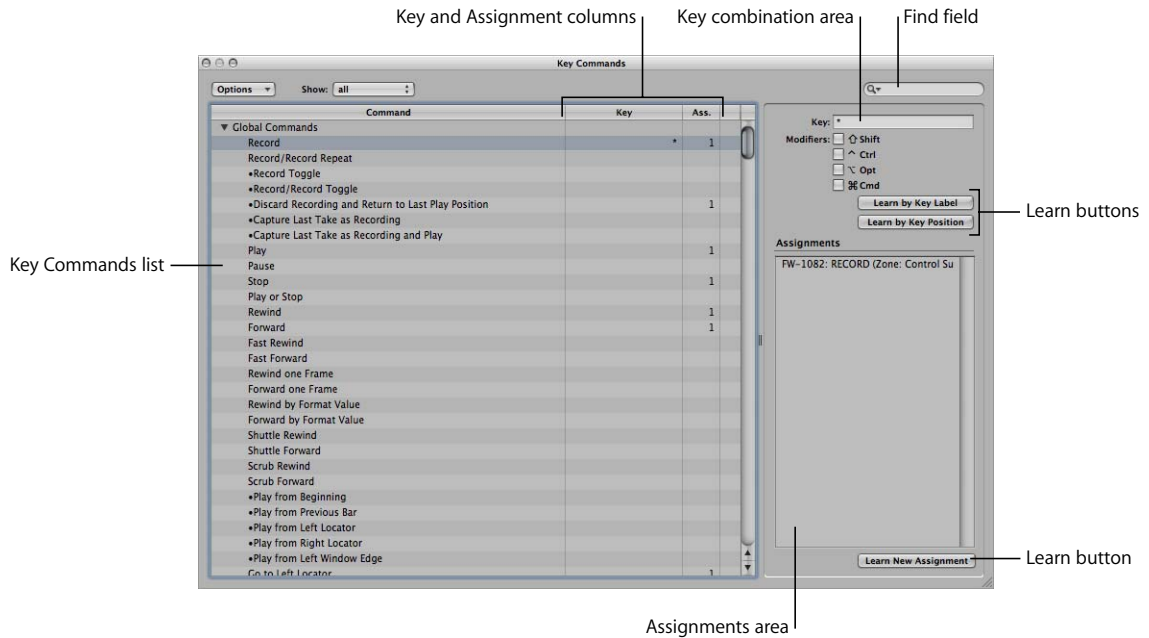 Key and Assignment columns
Key combination area
Find field
Key Commands
Options
Show: all
Command
Key
Ass.
Key: *
▼ Global Commands
Record * 1
Modifiers: ⇧ Shift
Record/Record Repeat
^ Ctrl
•Record Toggle
⌥ Opt
•Record/Record Toggle
⌘ Cmd
•Discard Recording and Return to Last Play Position 1
Learn by Key Label
Learn buttons
•Capture Last Take as Recording
Learn by Key Position
•Capture Last Take as Recording and Play
Assignments
Play 1
Key Commands list
Pause
FW-1082: RECORD (Zone: Control Su
Stop 1
Play or Stop
Rewind 1
Forward 1
Fast Rewind
Fast Forward
Rewind one Frame
Forward one Frame
Rewind by Format Value
Forward by Format Value
Shuttle Rewind
Shuttle Forward
Scrub Rewind
Scrub Forward
•Play from Beginning
•Play from Previous Bar
•Play from Left Locator
•Play from Right Locator
•Play from Left Window Edge
Learn New Assignment
Learn button
Go to Left Locator 1
Assignments area